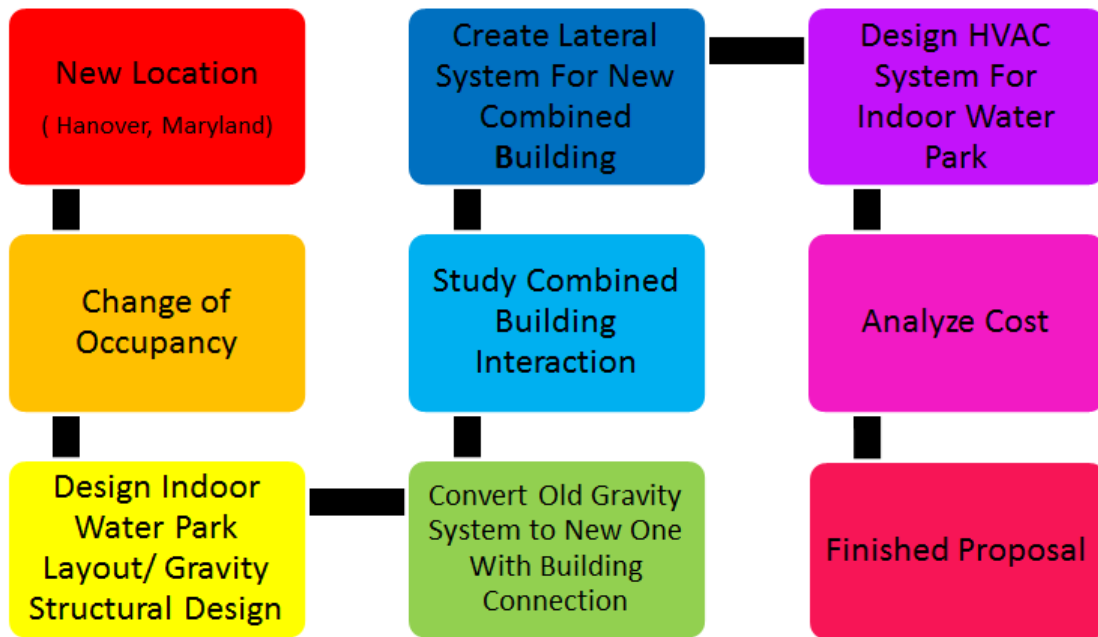 New Location
( Hanover, Maryland)
Change of
Occupancy
Design Indoor
Water Park
Layout/ Gravity
Structural Design
Convert Old Gravity
System to New One
With Building
Connection
Study Combined
Building
Interaction
Create Lateral
System For New
Combined
Building
Design HVAC
System For
Indoor Water
Park
Analyze Cost
Finished Proposal